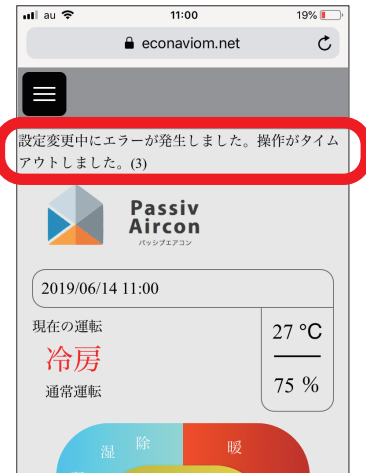 au 11:00 19%
econaviom.net
設定変更中にエラーが発生しました。操作がタイム
アウトしました。(3)
Passiv
Aircon
パッシブエアコン
2019/06/14 11:00
現在の運転
冷房
通常運転
27 °C
75 %
湿 除 暖